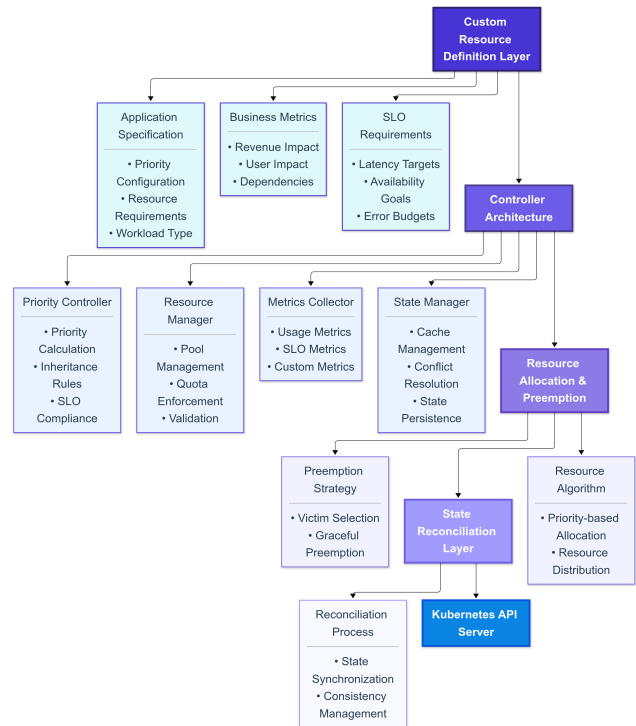 Custom
Resource
Definition Layer
Application
Specification
• Priority
Configuration
• Resource
Requirements
• Workload Type
Business Metrics
• Revenue Impact
• User Impact
• Dependencies
SLO
Requirements
• Latency Targets
• Availability
Goals
• Error Budgets
Controller
Architecture
Priority Controller
• Priority
Calculation
• Inheritance
Rules
• SLO
Compliance
Resource
Manager
• Pool
Management
• Quota
Enforcement
• Validation
Metrics Collector
• Usage Metrics
• SLO Metrics
• Custom Metrics
State Manager
• Cache
Management
• Conflict
Resolution
• State
Persistence
Resource
Allocation &
Preemption
Preemption
Strategy
• Victim Selection
• Graceful
Preemption
State
Reconciliation
Layer
Resource
Algorithm
• Priority-based
Allocation
• Resource
Distribution
Reconciliation
Process
• State
Synchronization
• Consistency
Management
Kubernetes API
Server